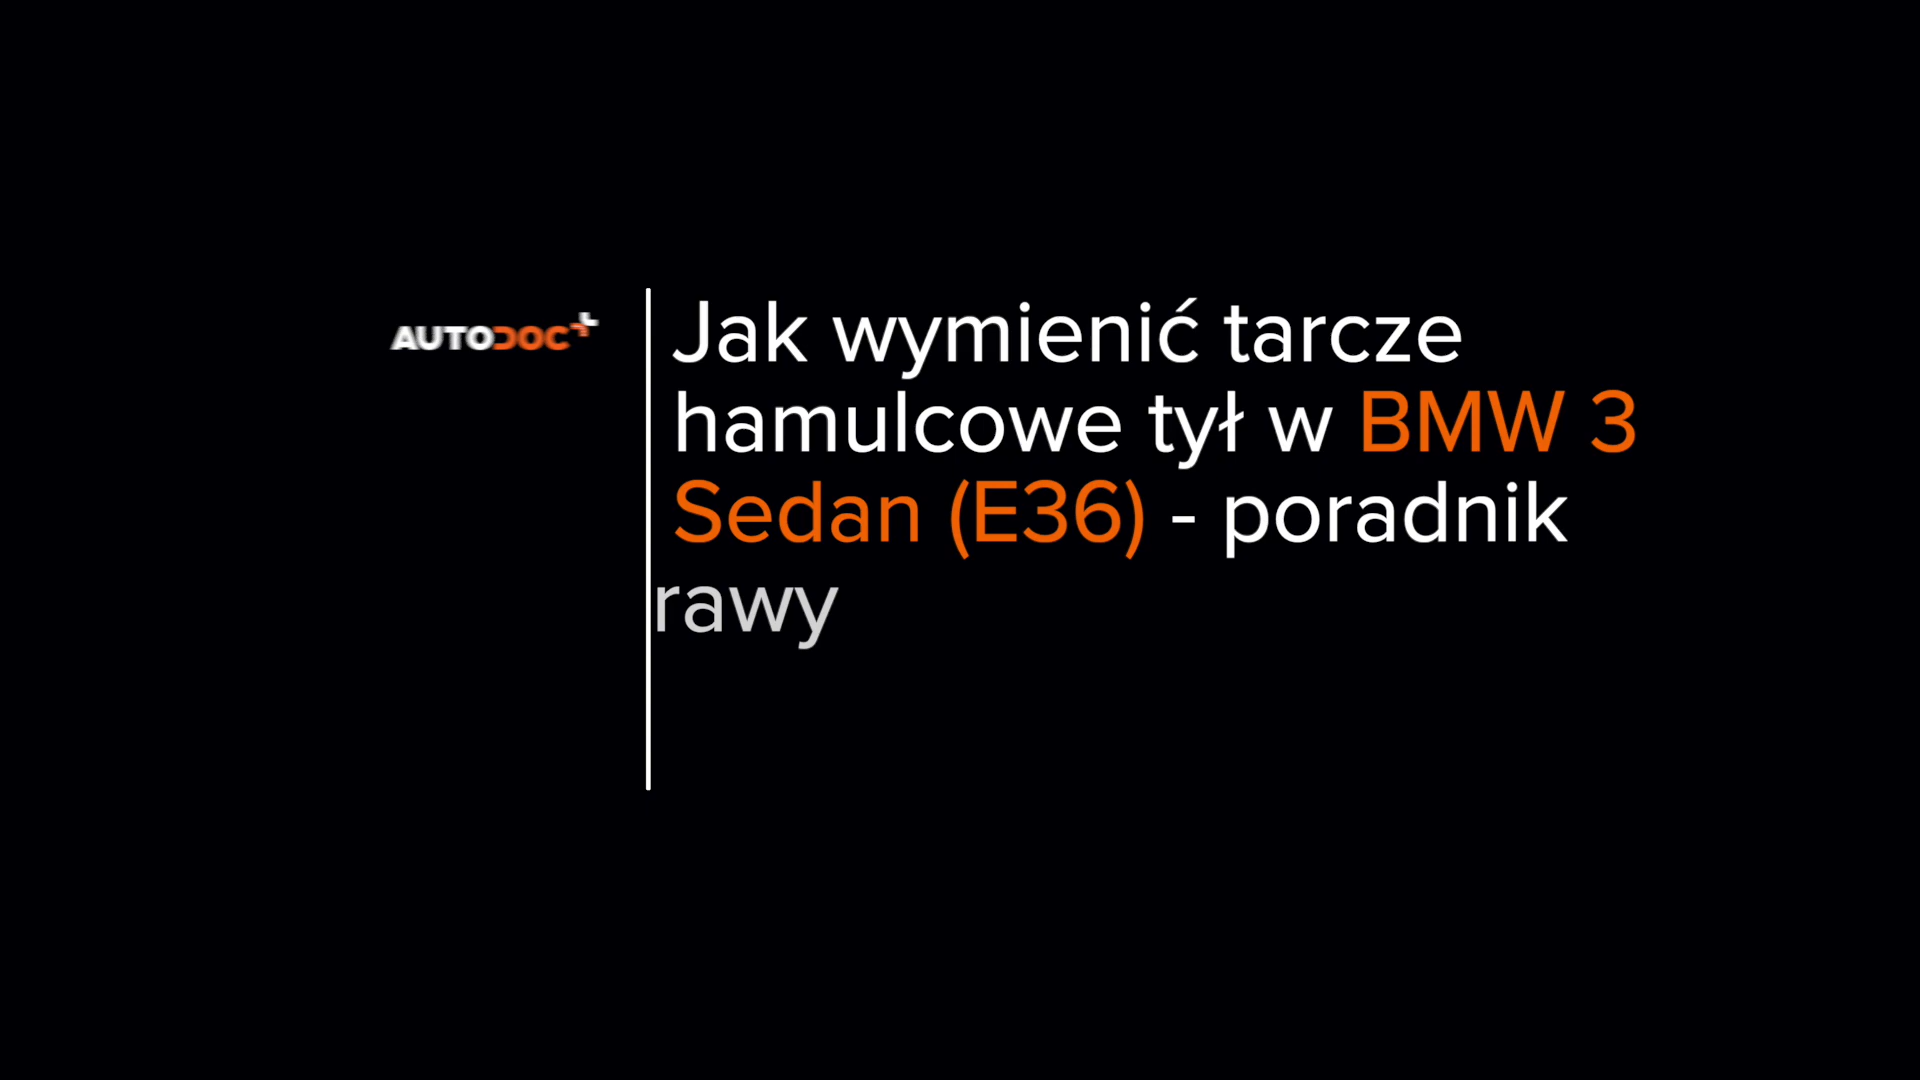 AUTODOC
Jak wymienić tarcze
hamulcowe tył w BMW 3
Sedan (E36) - poradnik
rawy